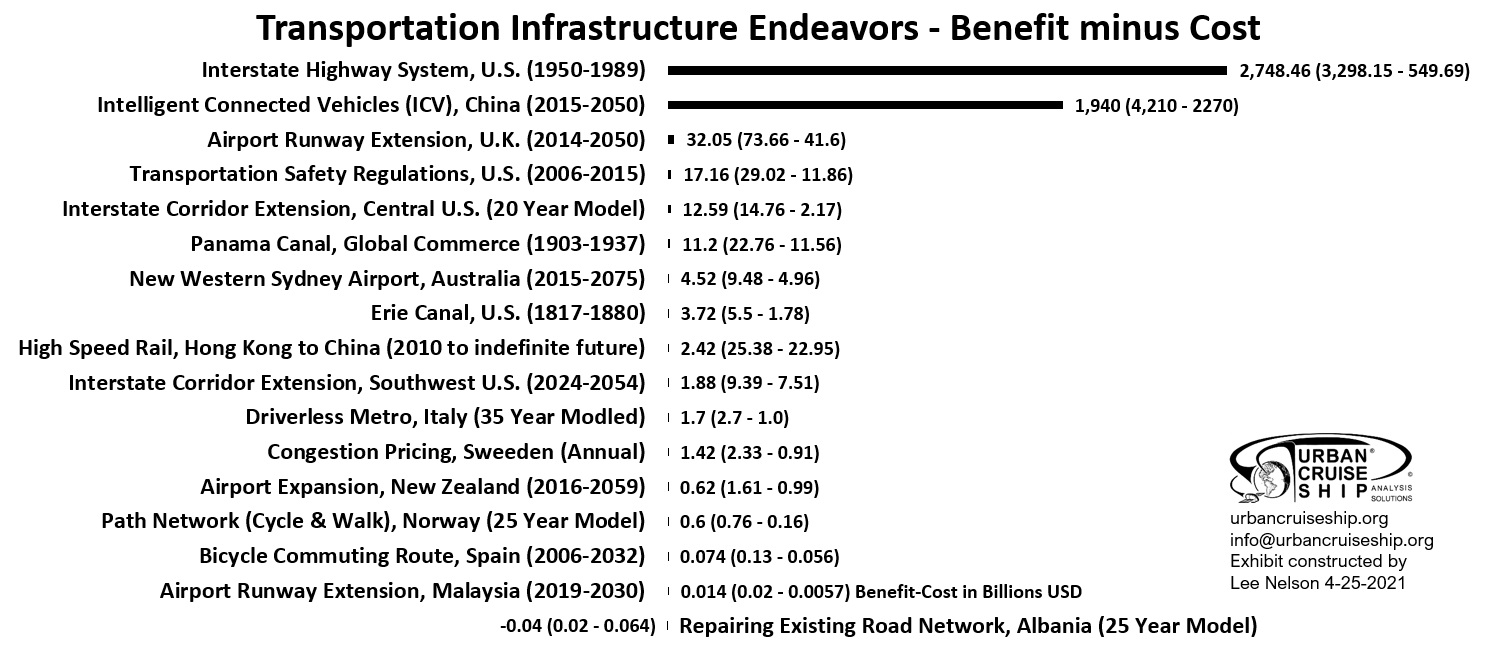 Transportation Infrastructure Endeavors - Benefit minus Cost
Interstate Highway System, U.S. (1950-1989) 2,748.46 (3,298.15 - 549.69)
Intelligent Connected Vehicles (ICV), China (2015-2050) 1,940 (4,210 - 2270)
Airport Runway Extension, U.K. (2014-2050) 32.05 (73.66 - 41.6)
Transportation Safety Regulations, U.S. (2006-2015) 17.16 (29.02 - 11.86)
Interstate Corridor Extension, Central U.S. (20 Year Model) 12.59 (14.76 - 2.17)
Panama Canal, Global Commerce (1903-1937) 11.2 (22.76 - 11.56)
New Western Sydney Airport, Australia (2015-2075) 4.52 (9.48 - 4.96)
Erie Canal, U.S. (1817-1880) 3.72 (5.5 - 1.78)
High Speed Rail, Hong Kong to China (2010 to indefinite future) 2.42 (25.38 - 22.95)
Interstate Corridor Extension, Southwest U.S. (2024-2054) 1.88 (9.39 - 7.51)
Driverless Metro, Italy (35 Year Modled) 1.7 (2.7 - 1.0)
Congestion Pricing, Sweeden (Annual) 1.42 (2.33 - 0.91)
Airport Expansion, New Zealand (2016-2059) 0.62 (1.61 - 0.99)
Path Network (Cycle & Walk), Norway (25 Year Model) 0.6 (0.76 - 0.16)
Bicycle Commuting Route, Spain (2006-2032) 0.074 (0.13 - 0.056)
Airport Runway Extension, Malaysia (2019-2030) 0.014 (0.02 - 0.0057) Benefit-Cost in Billions USD
-0.04 (0.02 - 0.064) Repairing Existing Road Network, Albania (25 Year Model)
URBAN®
CRUISE
SHIP ANALYSIS ©
SOLUTIONS
urbancruiseship.org
info@urbancruiseship.org
Exhibit constructed by
Lee Nelson 4-25-2021